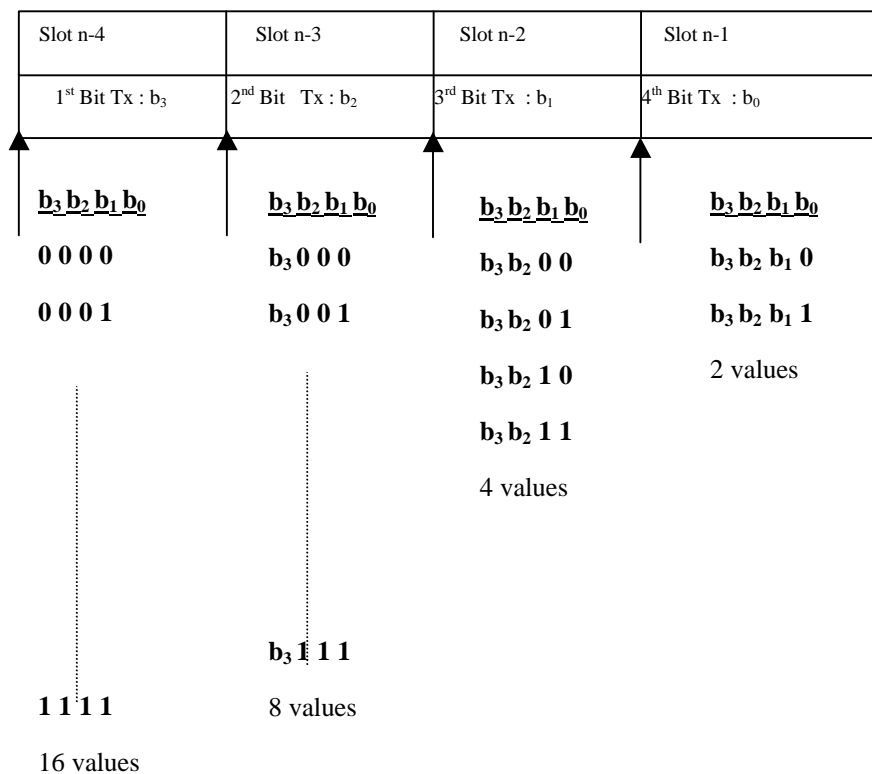 Slot n-4 Slot n-3 Slot n-2 Slot n-1
1st Bit Tx : b3 2nd Bit Tx : b2 3rd Bit Tx : b1 4th Bit Tx : b0
b3 b2 b1 b0 b3 b2 b1 b0 b3 b2 b1 b0 b3 b2 b1 b0
0 0 0 0 b3 0 0 0 b3 b2 0 0 b3 b2 b1 0
0 0 0 1 b3 0 0 1 b3 b2 0 1 b3 b2 b1 1
b3 b2 1 0 2 values
b3 b2 1 1
4 values
b3 1 1 1
1 1 1 1 8 values
16 values